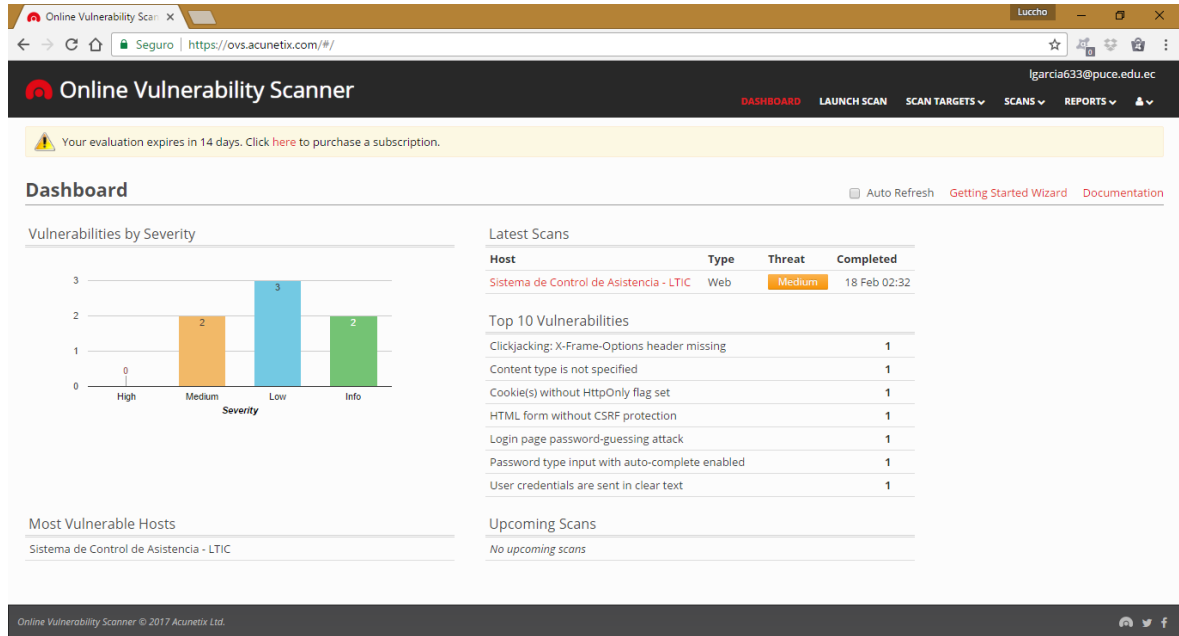 Online Vulnerability Scan
Luccho
Seguro | https://ovs.acunetix.com/#/
0
lgarcia633@puce.edu.ec
Online Vulnerability Scanner
DASHBOARD LAUNCH SCAN SCAN TARGETS SCANS REPORTS
Your evaluation expires in 14 days. Click here to purchase a subscription.
Dashboard
Auto Refresh Getting Started Wizard Documentation
Vulnerabilities by Severity
3
2
1
0
0
2
3
2
High Medium Low Info
Severity
Latest Scans
Host Type Threat Completed
Sistema de Control de Asistencia - LTIC Web Medium 18 Feb 02:32
Top 10 Vulnerabilities
Clickjacking: X-Frame-Options header missing 1
Content type is not specified 1
Cookie(s) without HttpOnly flag set 1
HTML form without CSRF protection 1
Login page password-guessing attack 1
Password type input with auto-complete enabled 1
User credentials are sent in clear text 1
Most Vulnerable Hosts
Sistema de Control de Asistencia - LTIC
Upcoming Scans
No upcoming scans
Online Vulnerability Scanner © 2017 Acunetix Ltd.